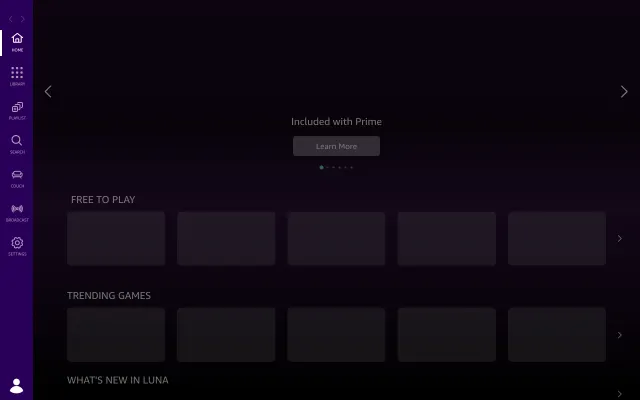 HOME
LIBRARY
PLAYLIST
SEARCH
COUCH
BROADCAST
SETTINGS
Included with Prime
Learn More
FREE TO PLAY
TRENDING GAMES
WHAT'S NEW IN LUNA